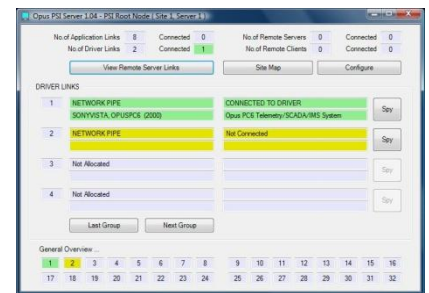 Opus PSI Server 1.04 - PSI Root Node ( Site 1, Server 1 )
No.of Application Links 8 Connected 0 No.of Remote Servers 0 Connected 0
No.of Driver Links 2 Connected 1 No.of Remote Clients 0 Connected 0
View Remote Server Links Site Map Configure
DRIVER LINKS
1 NETWORK PIPE CONNECTED TO DRIVER Spy
SONYVISTA, OPUSPC6 (2000) Opus PC6 Telemetry/SCADA/IMS System
2 NETWORK PIPE Not Connected Spy
3 Not Allocated Spy
4 Not Allocated Spy
Last Group Next Group
General Overview ...
1 2 3 4 5 6 7 8 9 10 11 12 13 14 15 16
17 18 19 20 21 22 23 24 25 26 27 28 29 30 31 32